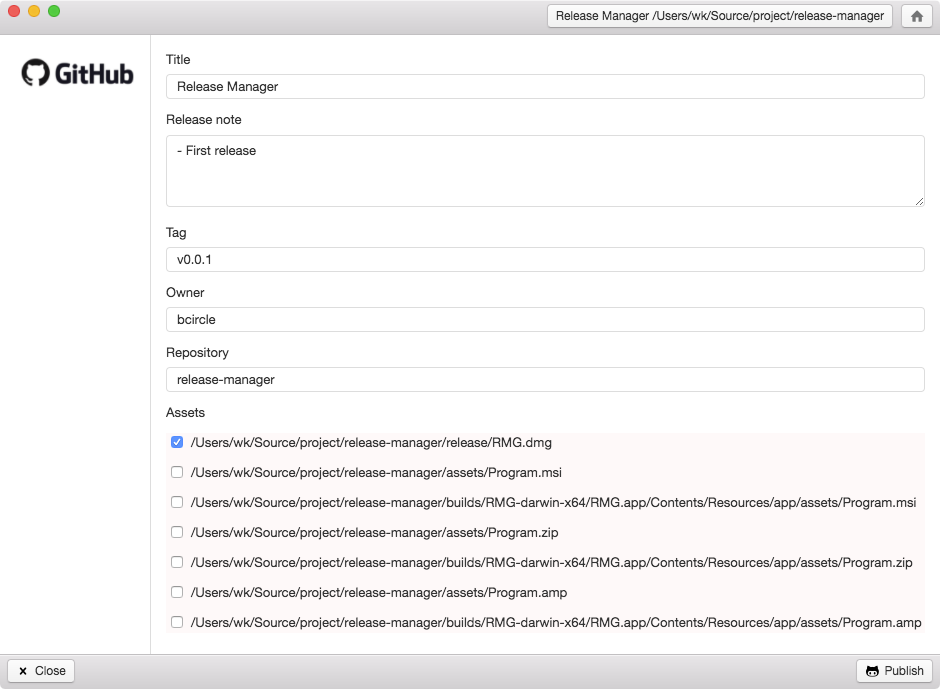 Release Manager /Users/wk/Source/project/release-manager
GitHub
Title
Release Manager
Release note
- First release
Tag
v0.0.1
Owner
bcircle
Repository
release-manager
Assets
/Users/wk/Source/project/release-manager/release/RMG.dmg
/Users/wk/Source/project/release-manager/assets/Program.msi
/Users/wk/Source/project/release-manager/builds/RMG-darwin-x64/RMG.app/Contents/Resources/app/assets/Program.msi
/Users/wk/Source/project/release-manager/assets/Program.zip
/Users/wk/Source/project/release-manager/builds/RMG-darwin-x64/RMG.app/Contents/Resources/app/assets/Program.zip
/Users/wk/Source/project/release-manager/assets/Program.amp
/Users/wk/Source/project/release-manager/builds/RMG-darwin-x64/RMG.app/Contents/Resources/app/assets/Program.amp
Close
Publish